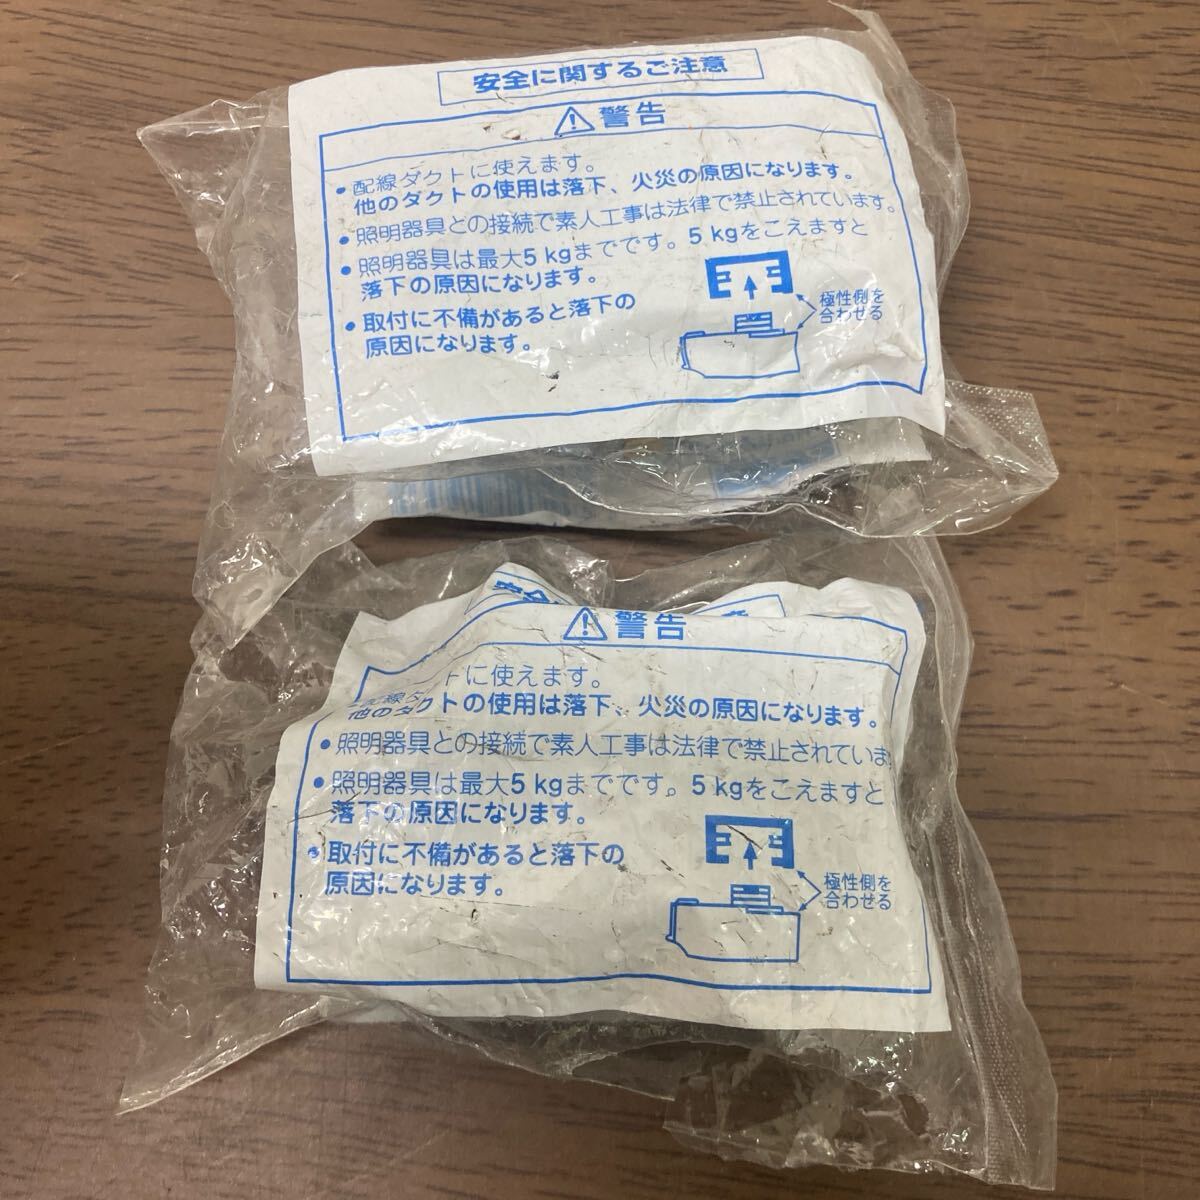 安全に関するご注意
警告
• 配線ダクトに使えます。
他のダクトの使用は落下、火災の原因になります。
• 照明器具との接続で素人工事は法律で禁止されています。
• 照明器具は最大5kgまでです。5kgをこえますと
落下の原因になります。
• 取付に不備があると落下の
原因になります。
極性側を
合わせる
安全
警告
配線ダクトに使えます。
他のダクトの使用は落下、火災の原因になります。
• 照明器具との接続で素人工事は法律で禁止されていま
• 照明器具は最大5kgまでです。5kgをこえますと
落下の原因になります。
• 取付に不備があると落下の
原因になります。
極性側を
合わせる